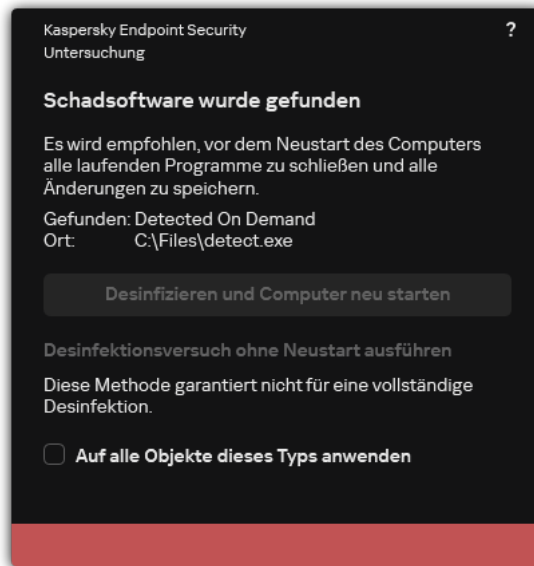 Kaspersky Endpoint Security
?
Untersuchung
Schadsoftware wurde gefunden
Es wird empfohlen, vor dem Neustart des Computers
alle laufenden Programme zu schließen und alle
Änderungen zu speichern.
Gefunden: Detected On Demand
Ort: C:\Files\detect.exe
Desinfizieren und Computer neu starten
Desinfektionsversuch ohne Neustart ausführen
Diese Methode garantiert nicht für eine vollständige
Desinfektion.
Auf alle Objekte dieses Typs anwenden